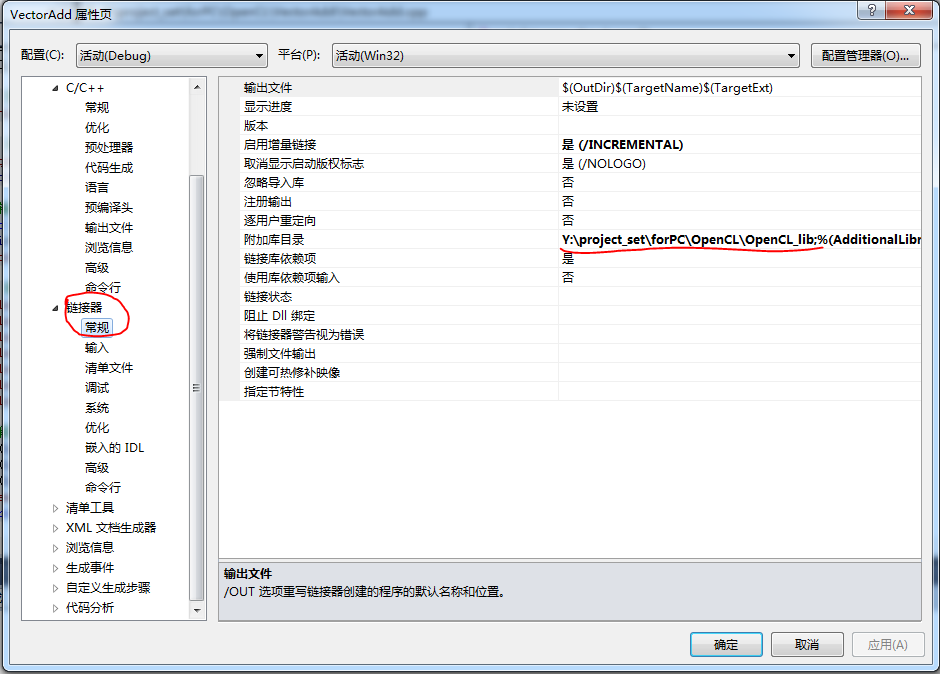 VectorAdd 属性页
配置(C): 活动(Debug) 平台(P): 活动(Win32) 配置管理器(O)...
C/C++
常规
优化
预处理器
代码生成
语言
预编译头
输出文件
浏览信息
高级
命令行
链接器
常规
输入
清单文件
调试
系统
优化
嵌入的 IDL
高级
命令行
清单工具
XML 文档生成器
浏览信息
生成事件
自定义生成步骤
代码分析
输出文件 $(OutDir)$(TargetName)$(TargetExt)
显示进度 未设置
版本
启用增量链接 是 (/INCREMENTAL)
取消显示启动版权标志 是 (/NOLOGO)
忽略导入库 否
注册输出 否
逐用户重定向 否
附加库目录 Y:\project_set\forPC\OpenCL\OpenCL_lib;%(AdditionalLibr
链接库依赖项 是
使用库依赖项输入 否
链接状态
阻止 Dll 绑定
将链接器警告视为错误
强制文件输出
创建可热修补映像
指定节特性
输出文件
/OUT 选项重写链接器创建的程序的默认名称和位置。
确定 取消 应用(A)